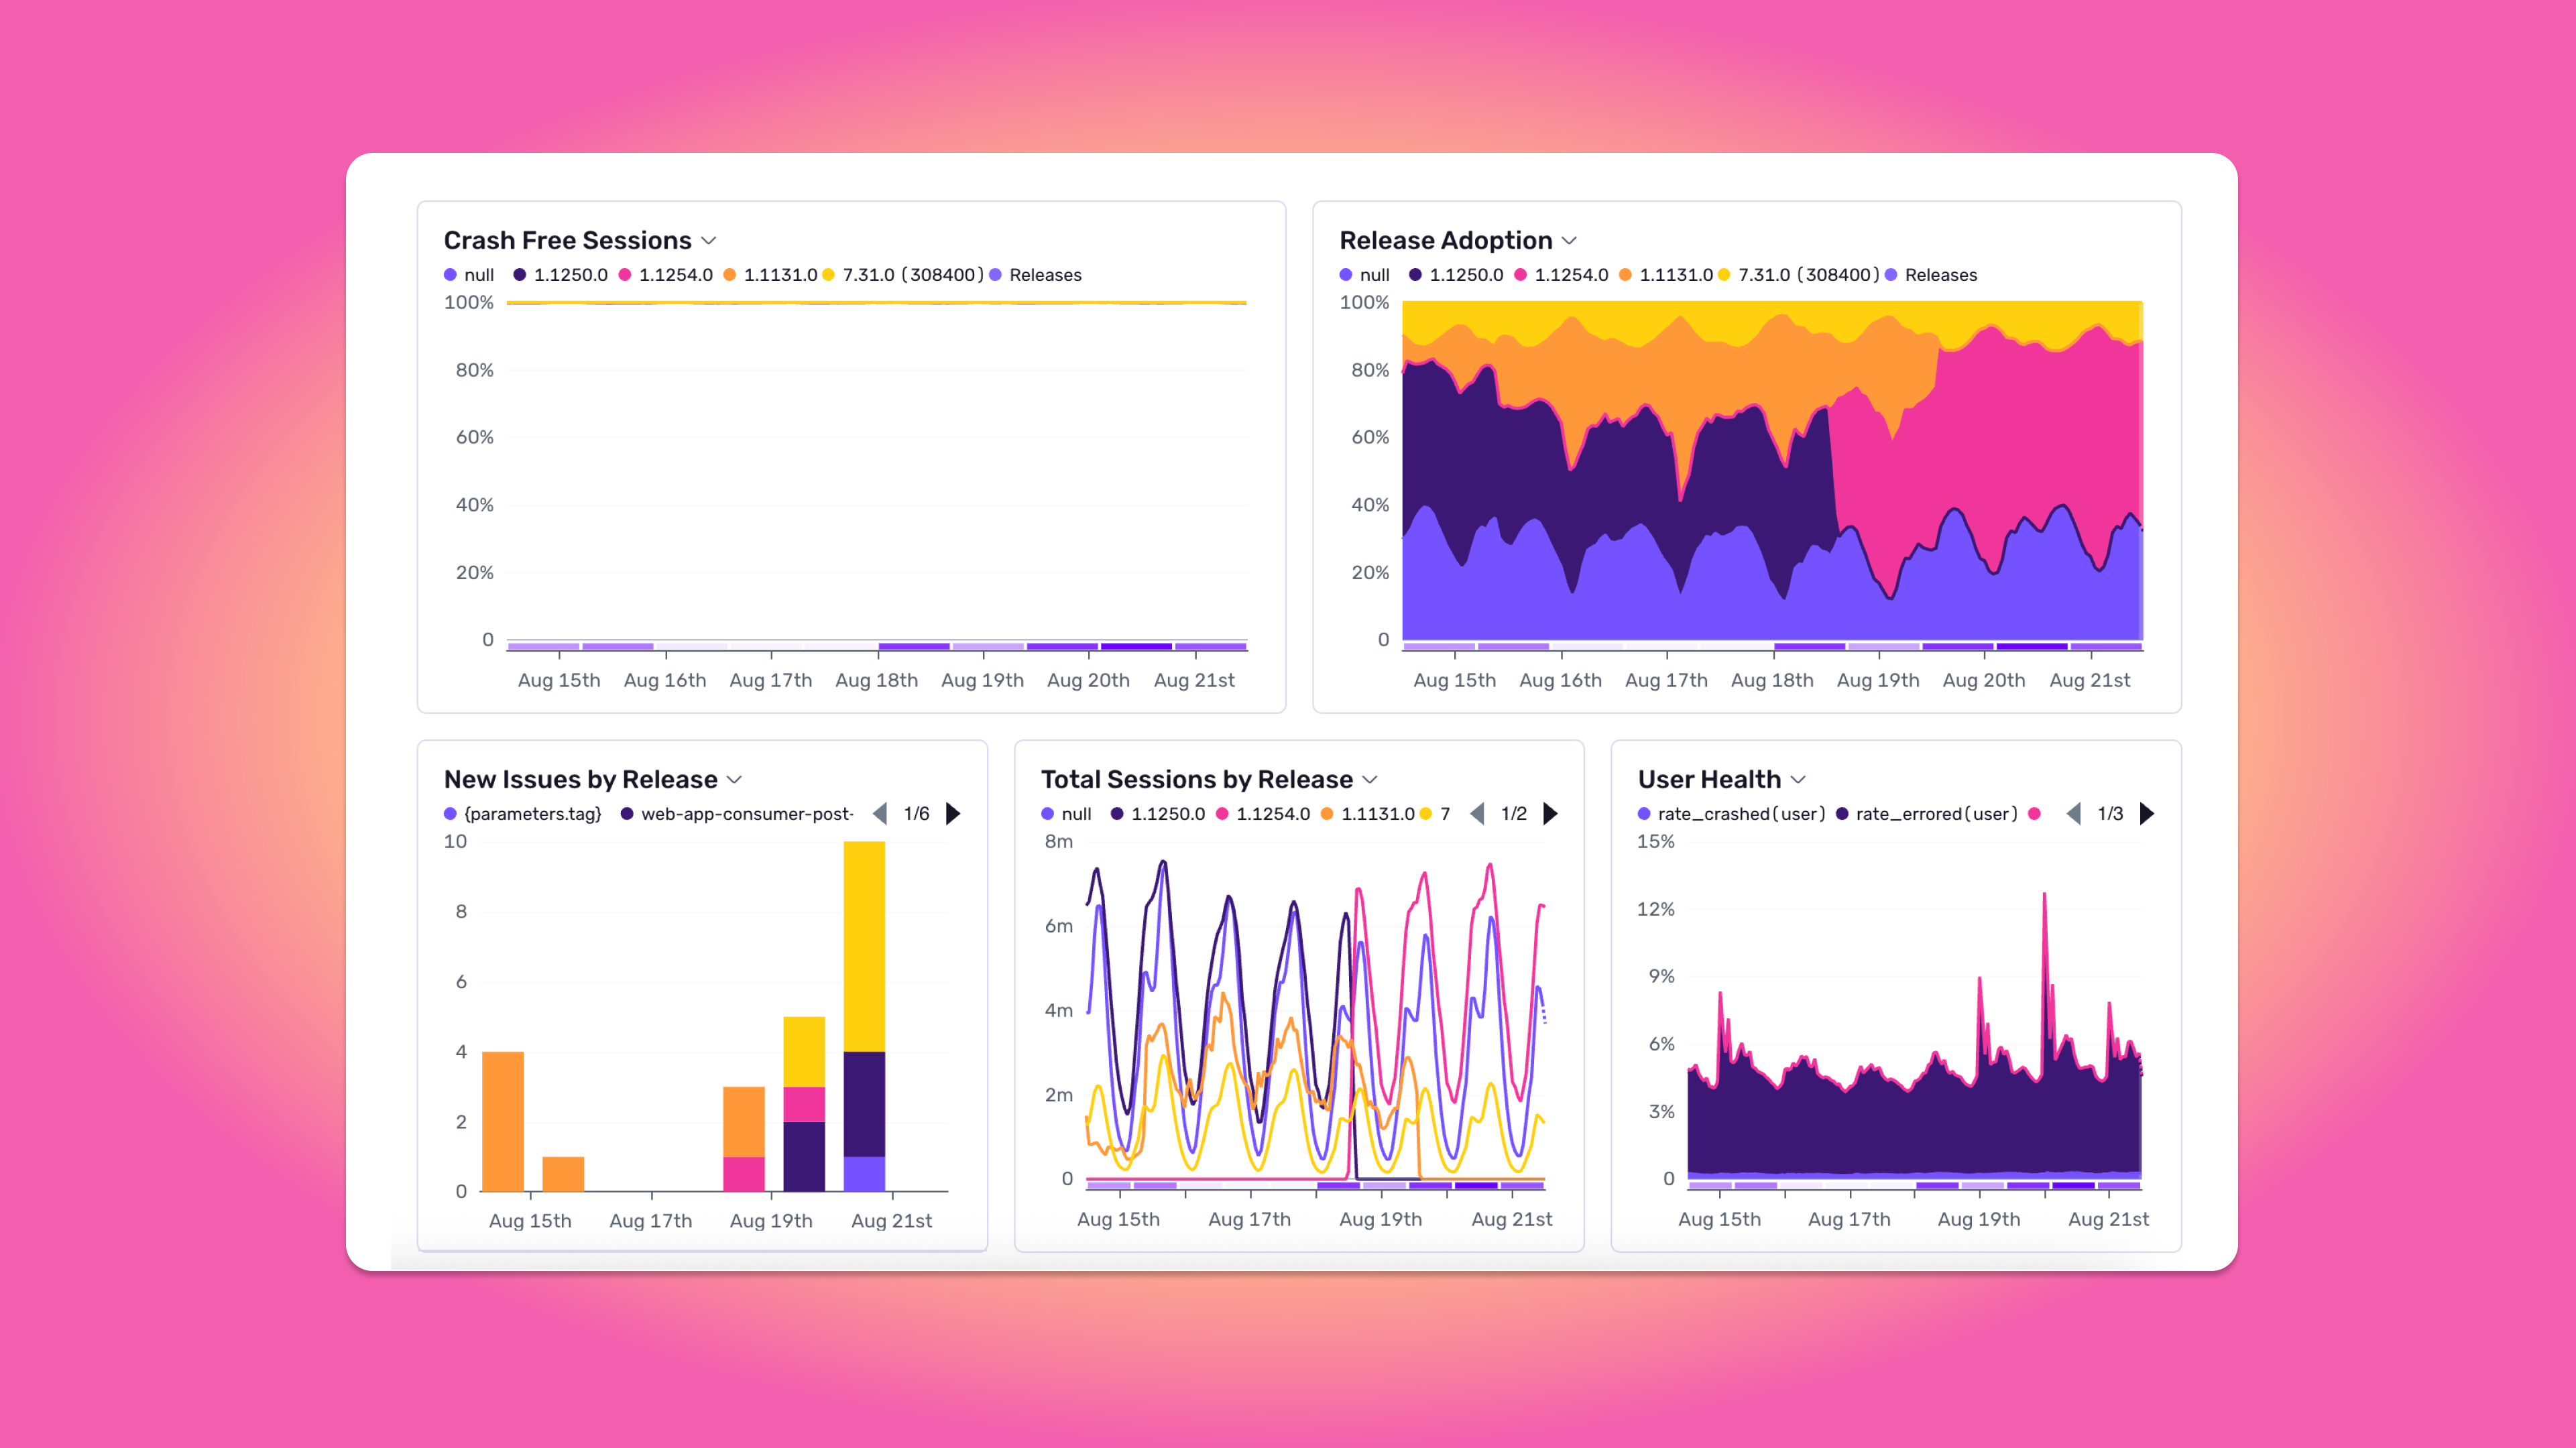 Crash Free Sessions
null 1.1250.0 1.1254.0 1.1131.0 7.31.0 (308400) Releases
100%
80%
60%
40%
20%
0
Aug 15th Aug 16th Aug 17th Aug 18th Aug 19th Aug 20th Aug 21st
Release Adoption
null 1.1250.0 1.1254.0 1.1131.0 7.31.0 (308400) Releases
100%
80%
60%
40%
20%
0
Aug 15th Aug 16th Aug 17th Aug 18th Aug 19th Aug 20th Aug 21st
New Issues by Release
{parameters.tag} web-app-consumer-post- 1/6
10
8
6
4
2
0
Aug 15th Aug 17th Aug 19th Aug 21st
Total Sessions by Release
null 1.1250.0 1.1254.0 1.1131.0 7 1/2
8m
6m
4m
2m
0
Aug 15th Aug 17th Aug 19th Aug 21st
User Health
rate_crashed(user) rate_errored(user) 1/3
15%
12%
9%
6%
3%
0
Aug 15th Aug 17th Aug 19th Aug 21st